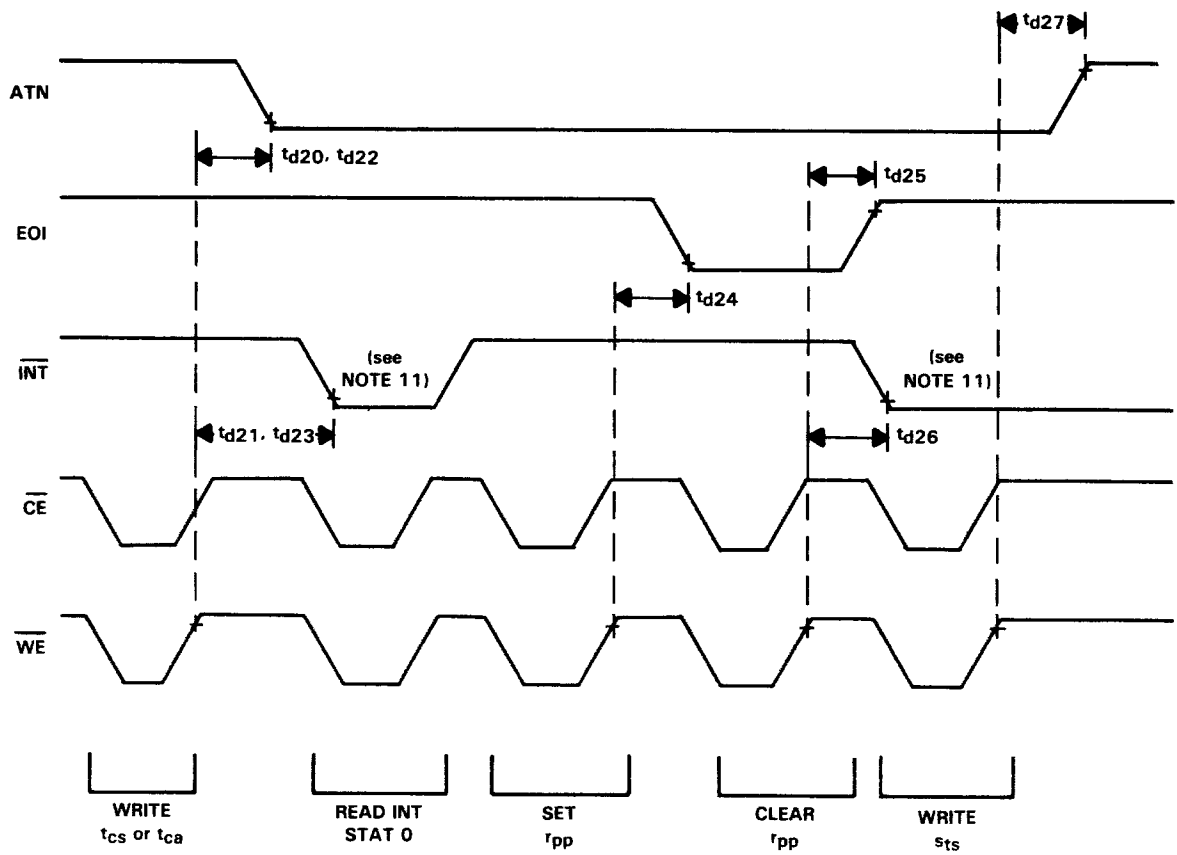 td27
ATN
td20, td22
td25
EOI
td24
INT
(see
NOTE 11)
(see
NOTE 11)
td21, td23
td26
CE
WE
WRITE
tcs or tca
READ INT
STAT 0
SET
rpp
CLEAR
rpp
WRITE
sts